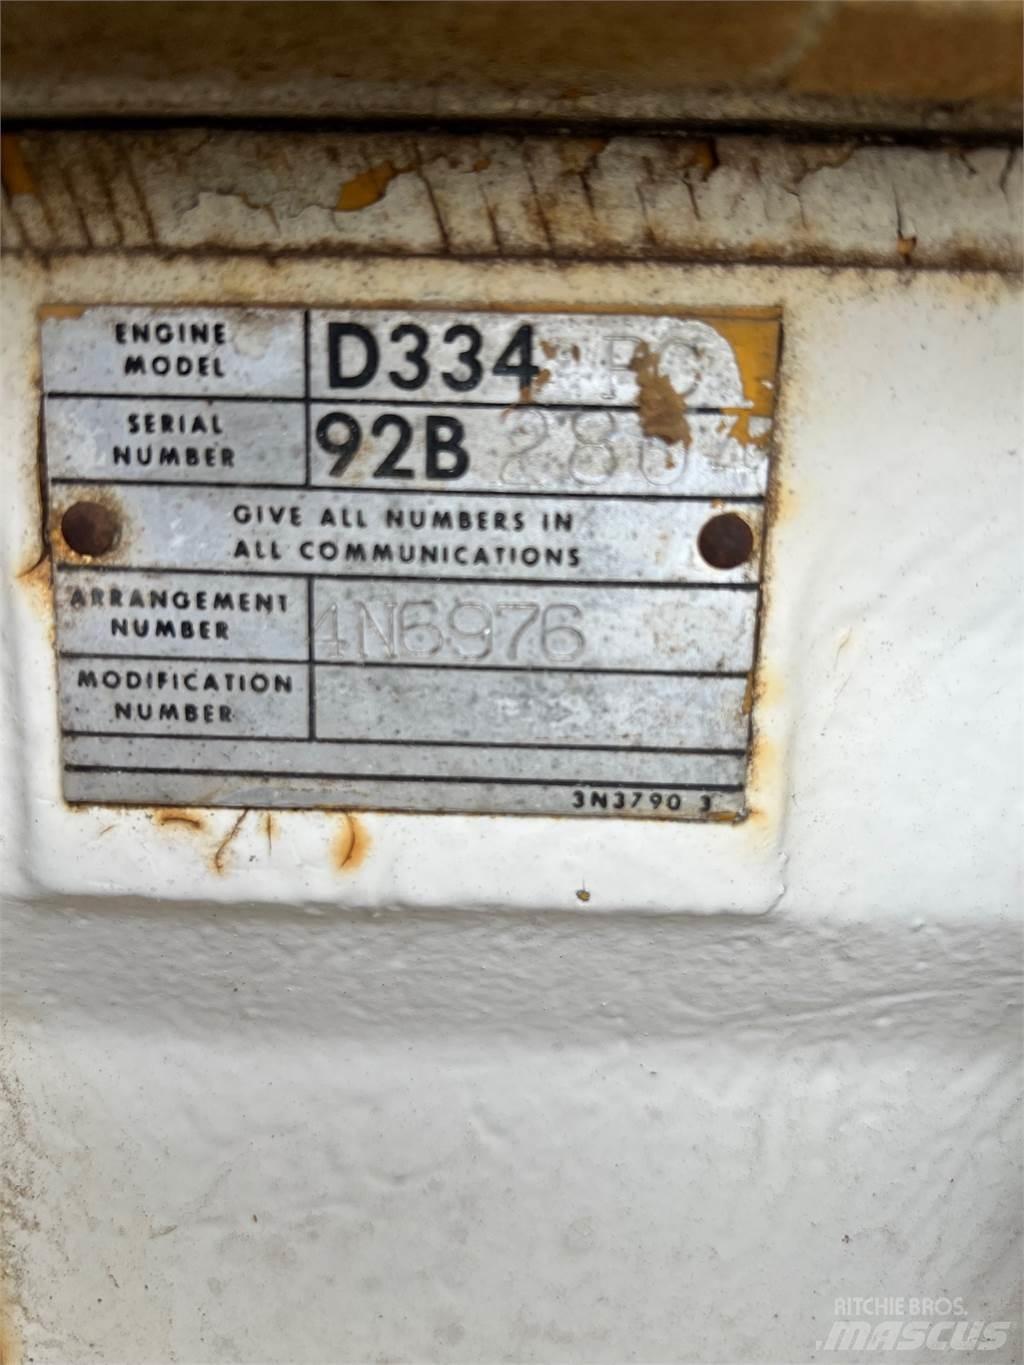 ENGINE MODEL D334 PC
SERIAL NUMBER 92B
GIVE ALL NUMBERS IN
ALL COMMUNICATIONS
ARRANGEMENT NUMBER 4N6976
MODIFICATION NUMBER
3N3790 3
RITCHIE BROS.
MASCUS